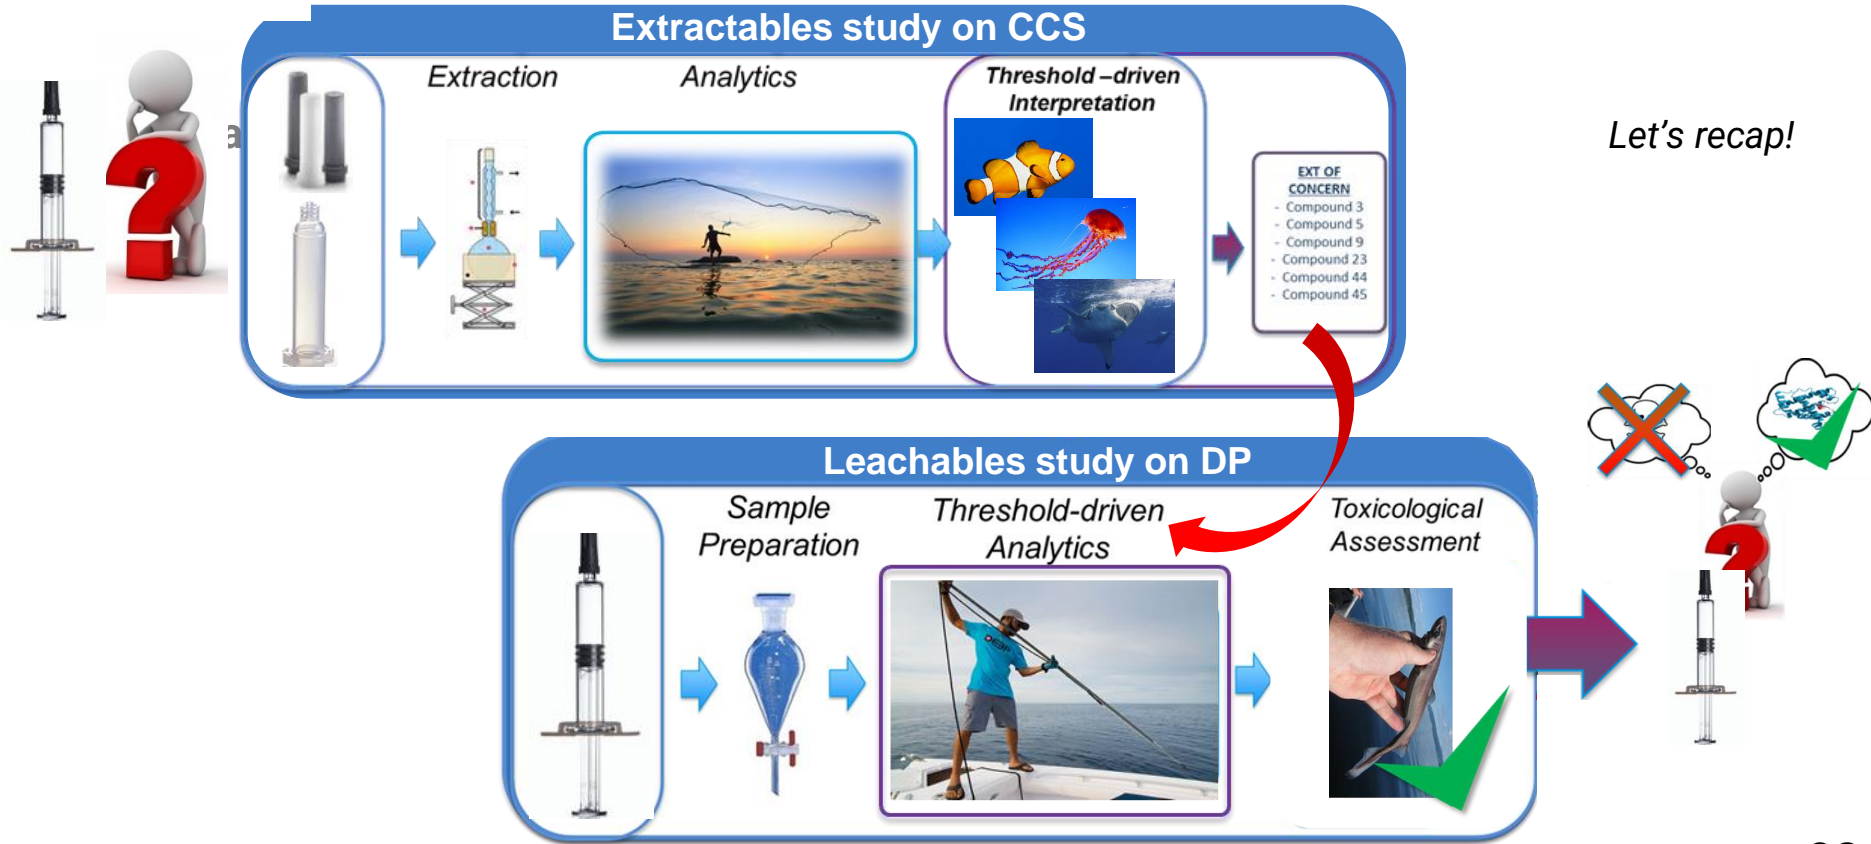 Extractables study on CCS
Extraction
Analytics
Threshold –driven
Interpretation
EXT OF
CONCERN
- Compound 3
- Compound 5
- Compound 9
- Compound 23
- Compound 44
- Compound 45
Let's recap!
Leachables study on DP
Sample
Preparation
Threshold-driven
Analytics
Toxicological
Assessment